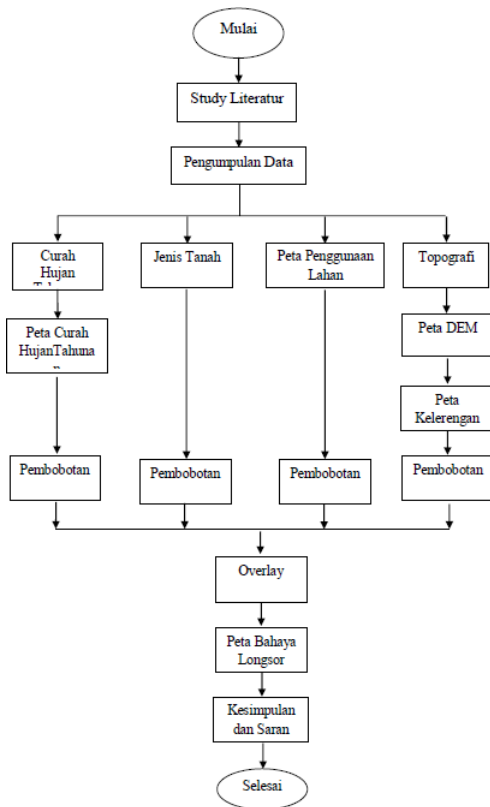 Mulai
Study Literatur
Pengumpulan Data
Curah
Hujan
Jenis Tanah
Peta Penggunaan
Lahan
Topografi
Peta Curah
HujanTahuna
n
Peta DEM
Peta
Kelerengan
Pembobotan
Pembobotan
Pembobotan
Pembobotan
Overlay
Peta Bahaya
Longsor
Kesimpulan
dan Saran
Selesai